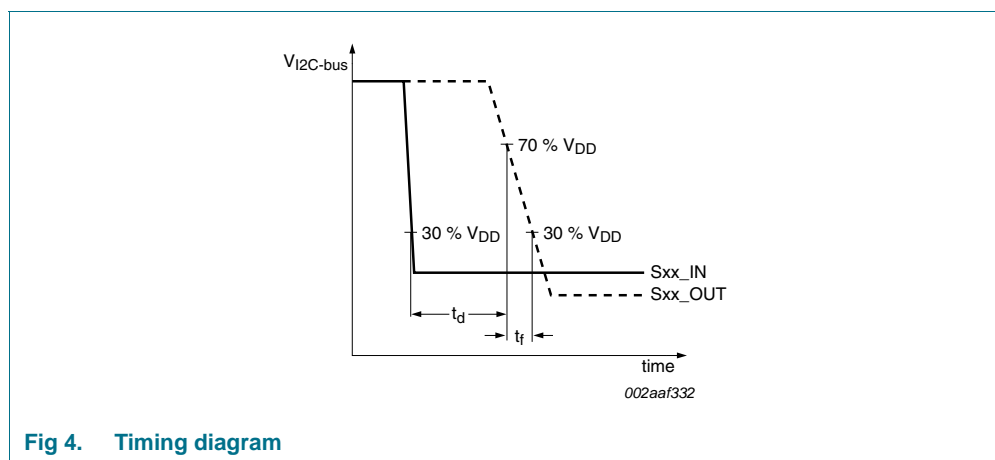 VI2C-bus
70 % VDD
30 % VDD
30 % VDD
Sxx_IN
Sxx_OUT
td
tf
time
002aaf332
Fig 4. Timing diagram